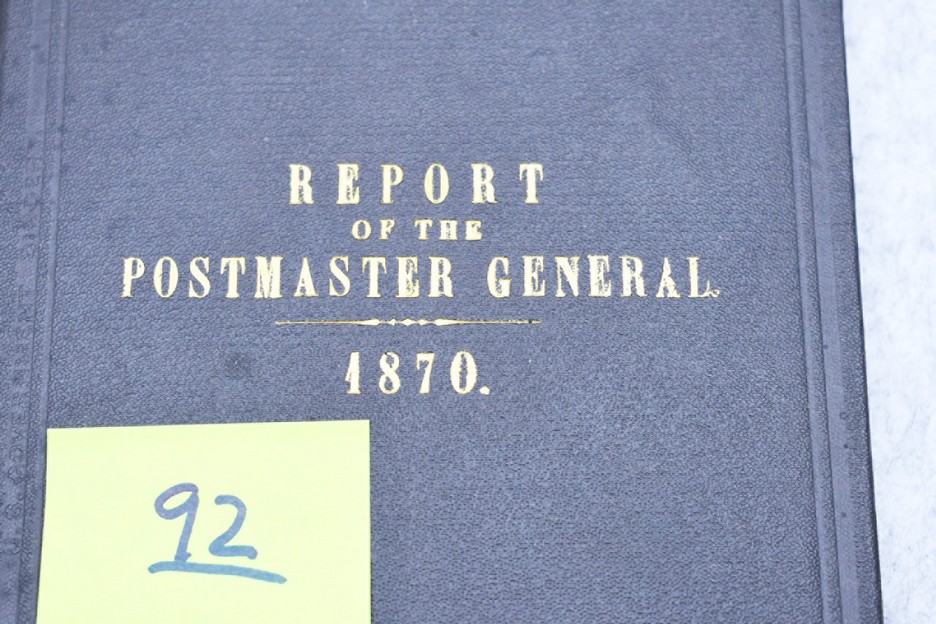 REPORT
OF THE
POSTMASTER GENERAL.
1870.
92